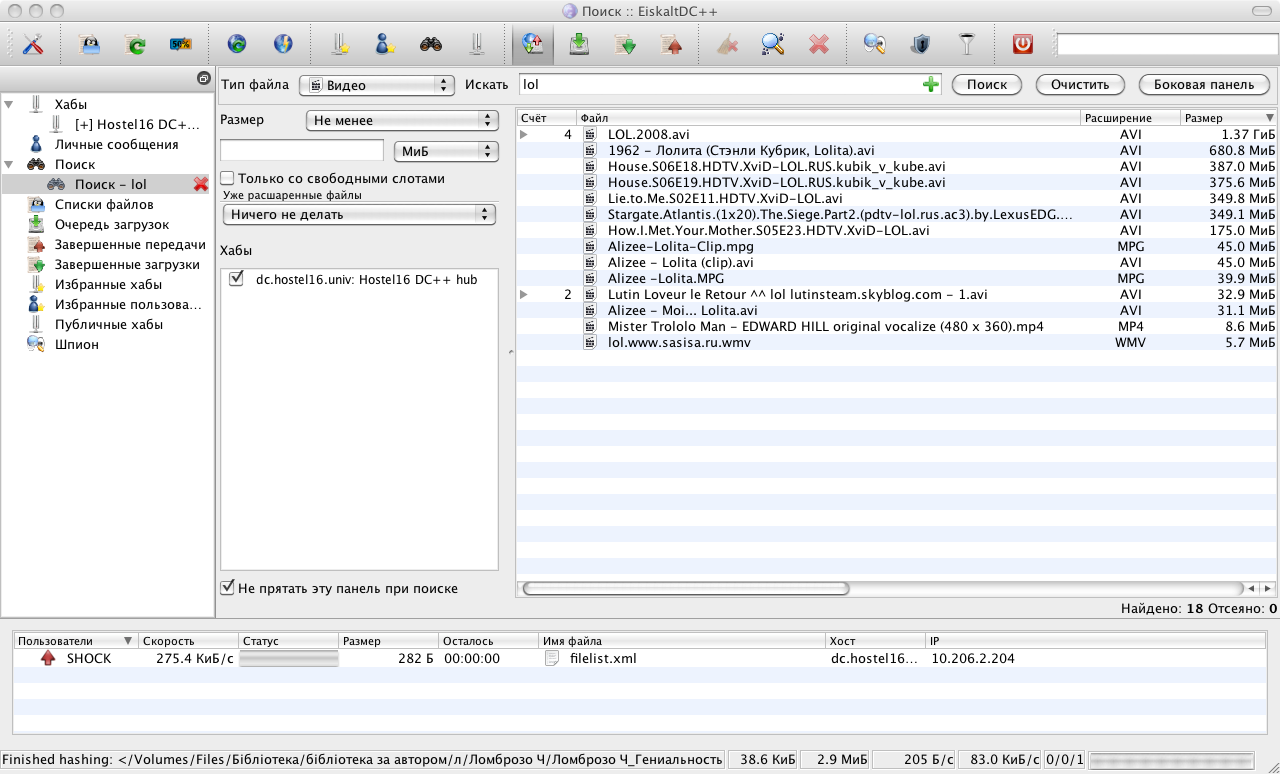 Поиск :: EiskaltDC++
50%
Тип файла Видео Искать lol Поиск Очистить Боковая панель
Хабы
[+] Hostel16 DC+...
Личные сообщения
Поиск
Поиск - lol
Списки файлов
Очередь загрузок
Завершенные передачи
Завершенные загрузки
Избранные хабы
Избранные пользова...
Публичные хабы
Шпион
Размер Не менее
МиБ
Только со свободными слотами
Уже расшаренные файлы
Ничего не делать
Хабы
dc.hostel16.univ: Hostel16 DC++ hub
Не прятать эту панель при поиске
Счёт Файл Расширение Размер
4 LOL.2008.avi AVI 1.37 ГиБ
1962 - Лолита (Стэнли Кубрик, Lolita).avi AVI 680.8 МиБ
House.S06E18.HDTV.XviD-LOL.RUS.kubik_v_kube.avi AVI 387.0 МиБ
House.S06E19.HDTV.XviD-LOL.RUS.kubik_v_kube.avi AVI 375.6 МиБ
Lie.to.Me.S02E11.HDTV.XviD-LOL.avi AVI 349.8 МиБ
Stargate.Atlantis.(1x20).The.Siege.Part2.(pdtv-lol.rus.ac3).by.LexusEDG.... AVI 349.1 МиБ
How.I.Met.Your.Mother.S05E23.HDTV.XviD-LOL.avi AVI 175.0 МиБ
Alizee-Lolita-Clip.mpg MPG 45.0 МиБ
Alizee - Lolita (clip).avi AVI 45.0 МиБ
Alizee -Lolita.MPG MPG 39.9 МиБ
2 Lutin Loveur le Retour ^^ lol lutinsteam.skyblog.com - 1.avi AVI 32.9 МиБ
Alizee - Moi... Lolita.avi AVI 31.1 МиБ
Mister Trololo Man - EDWARD HILL original vocalize (480 x 360).mp4 MP4 8.6 МиБ
lol.www.sasisa.ru.wmv WMV 5.7 МиБ
Найдено: 18 Отсеяно: 0
Пользователи Скорость Статус Размер Осталось Имя файла Хост IP
SHOCK 275.4 КиБ/с 282 Б 00:00:00 filelist.xml dc.hostel16... 10.206.2.204
Finished hashing: </Volumes/Files/Бібліотека/бібліотека за автором/л/Ломброзо Ч/Ломброзо Ч_Гениальность 38.6 КиБ 2.9 МиБ 205 Б/с 83.0 КиБ/с 0/0/1